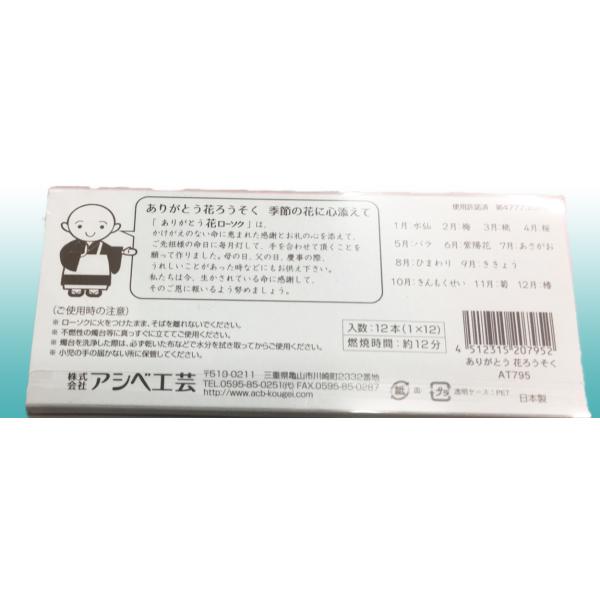 ありがとう花ろうそく 季節の花に心添えて
「ありがとう花ローソク」は、
かけがえのない命に恵まれた感謝とお礼の心を添えて、
ご先祖様の命日に毎月灯して、手を合わせて頂くことを
願って作りました。母の日、父の日、慶事の際、
うれしいことがあった時などにもお供え下さい。
私たちは今、生かされている命に感謝して、
そのご恩に報いるよう努めましょう。
使用許諾済 第4777
1月 水仙 2月:梅 3月:桃 4月:桜
5月:バラ 6月:紫陽花 7月:あさがお
8月:ひまわり 9月:ききょう
10月:きんもくせい 11月:菊 12月:椿
〈ご使用時の注意〉
※ ローソクに火をつけたまま、そばを離れないでください。
※ 不燃性の燭台等に真っすぐに立ててご使用ください。
※ 燭台を洗浄した際は、必ず乾いた布などで水分を拭き取ってからご使用ください。
※ 小児の手の届かない所に保管してください。
入数:12本(1×12)
燃焼時間:約12分
4 512315 207952
ありがとう 花ろうそく
AT795
株式会社 アシベ工芸
〒519-0211 三重県亀山市川崎町2332番地
TEL.0595-85-0251(代) FAX.0595-85-0287
http://www.acb-kougei.com/
紙 面 プラ 透明ケース:PET
日本製